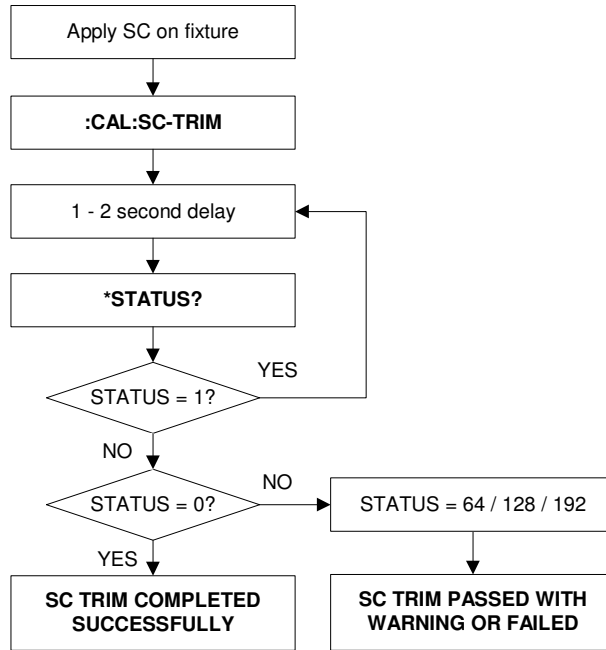 Apply SC on fixture
:CAL:SC-TRIM
1 - 2 second delay
*STATUS?
YES
STATUS = 1?
NO
STATUS = 0?
NO
STATUS = 64 / 128 / 192
YES
SC TRIM COMPLETED
SUCCESSFULLY
SC TRIM PASSED WITH
WARNING OR FAILED